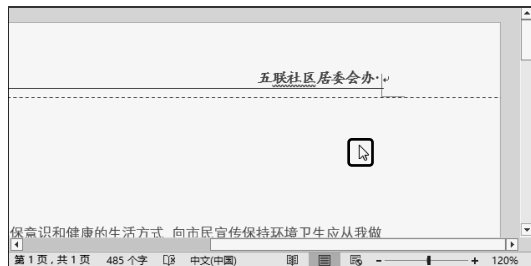 五联社区居委会办
保意识和健康的生活方式 向市民宣传保持环境卫生应从我做
第1页，共1页 485个字 中文(中国) 120%